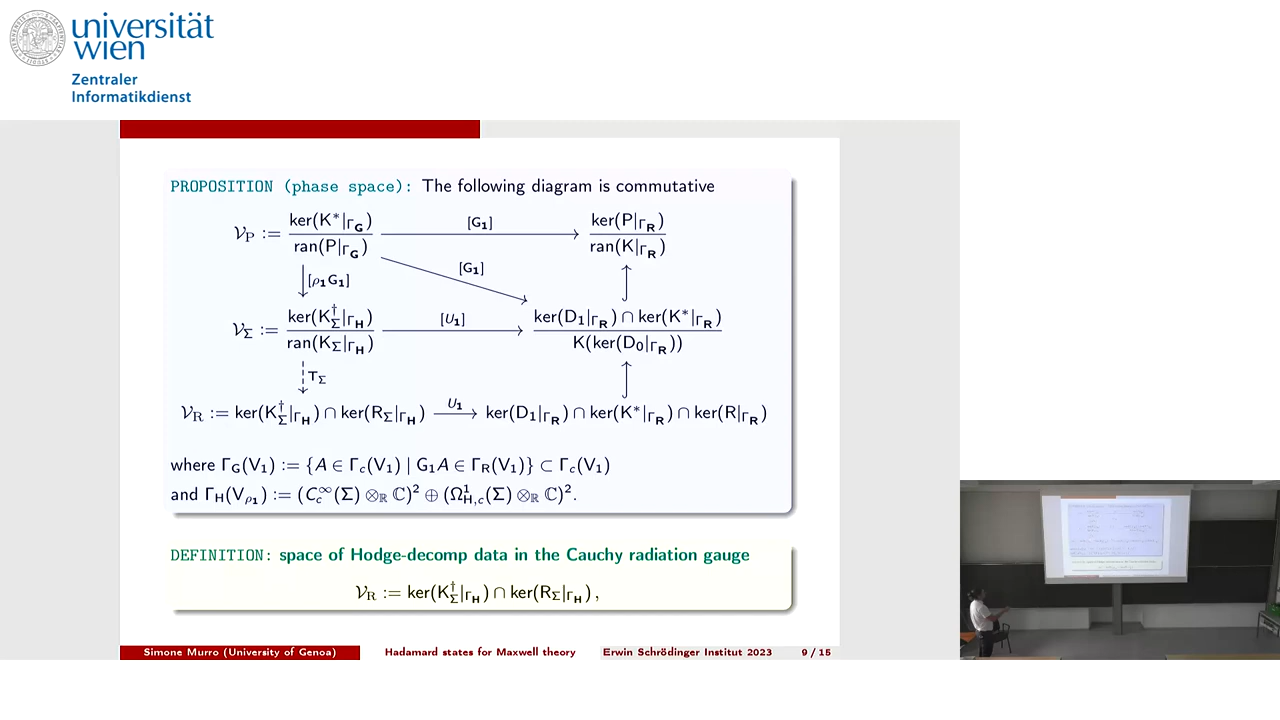 universität
wien
Zentraler
Informatikdienst
PROPOSITION (phase space): The following diagram is commutative
𝒱_P := ker(K*|_Γ_G) / ran(P|_Γ_G) [G₁] ker(P|_Γ_R) / ran(K|_Γ_R)
[ρ₁G₁] [G₁]
𝒱_Σ := ker(K_Σ^†|_Γ_H) / ran(K_Σ|_Γ_H) [U₁] ker(D₁|_Γ_R) ∩ ker(K*|_Γ_R) / K(ker(D₀|_Γ_R))
T_Σ
𝒱_R := ker(K_Σ^†|_Γ_H) ∩ ker(R_Σ|_Γ_H) U₁ ker(D₁|_Γ_R) ∩ ker(K*|_Γ_R) ∩ ker(R|_Γ_R)
where Γ_G(V₁) := {A ∈ Γ_c(V₁) | G₁A ∈ Γ_R(V₁)} ⊂ Γ_c(V₁)
and Γ_H(V_ρ₁) := (C_c^∞(Σ) ⊗_ℝ ℂ)² ⊕ (Ω^1_{H,c}(Σ) ⊗_ℝ ℂ)².
DEFINITION: space of Hodge-decomp data in the Cauchy radiation gauge
𝒱_R := ker(K_Σ^†|_Γ_H) ∩ ker(R_Σ|_Γ_H) ,
Simone Murro (University of Genoa) Hadamard states for Maxwell theory Erwin Schrödinger Institut 2023 9 / 15